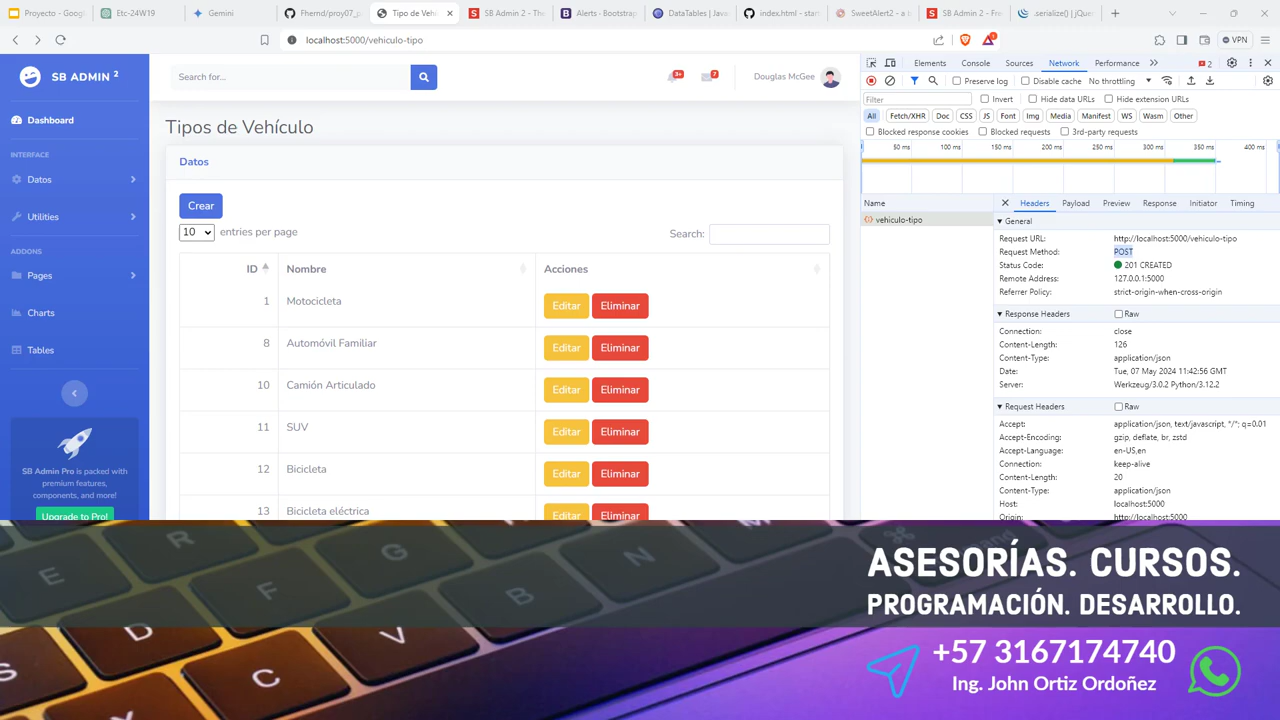 Proyecto - Googl
Etc-24W19
Gemini
Fhernd/proy07_p
Tipo de Vehí
SB Admin 2 - The
Alerts · Bootstrap
DataTables | Java
index.html - star
SweetAlert2 - a b
SB Admin 2 - Fre
.serialize() | jQue
localhost:5000/vehiculo-tipo
VPN
SB ADMIN 2
Search for...
3+
7
Douglas McGee
Dashboard
INTERFACE
Datos
Utilities
ADDONS
Pages
Charts
Tables
SB Admin Pro is packed with
premium features,
components, and more!
Upgrade to Pro!
Tipos de Vehículo
Datos
Crear
10 entries per page
Search:
ID Nombre Acciones
1 Motocicleta Editar Eliminar
8 Automóvil Familiar Editar Eliminar
10 Camión Articulado Editar Eliminar
11 SUV Editar Eliminar
12 Bicicleta Editar Eliminar
13 Bicicleta eléctrica Editar Eliminar
Elements Console Sources Network Performance 2
Preserve log Disable cache No throttling
Filter Invert Hide data URLs Hide extension URLs
All Fetch/XHR Doc CSS JS Font Img Media Manifest WS Wasm Other
Blocked response cookies Blocked requests 3rd-party requests
50 ms 100 ms 150 ms 200 ms 250 ms 300 ms 350 ms 400 ms
Name Headers Payload Preview Response Initiator Timing
vehiculo-tipo
General
Request URL: http://localhost:5000/vehiculo-tipo
Request Method: POST
Status Code: 201 CREATED
Remote Address: 127.0.0.1:5000
Referrer Policy: strict-origin-when-cross-origin
Response Headers Raw
Connection: close
Content-Length: 126
Content-Type: application/json
Date: Tue, 07 May 2024 11:42:56 GMT
Server: Werkzeug/3.0.2 Python/3.12.2
Request Headers Raw
Accept: application/json, text/javascript, */*; q=0.01
Accept-Encoding: gzip, deflate, br, zstd
Accept-Language: en-US,en
Connection: keep-alive
Content-Length: 20
Content-Type: application/json
Host: localhost:5000
Origin: http://localhost:5000
E
R
F
G
B
N
D
V
C
S
ASESORÍAS. CURSOS.
PROGRAMACIÓN. DESARROLLO.
+57 3167174740
Ing. John Ortiz Ordoñez